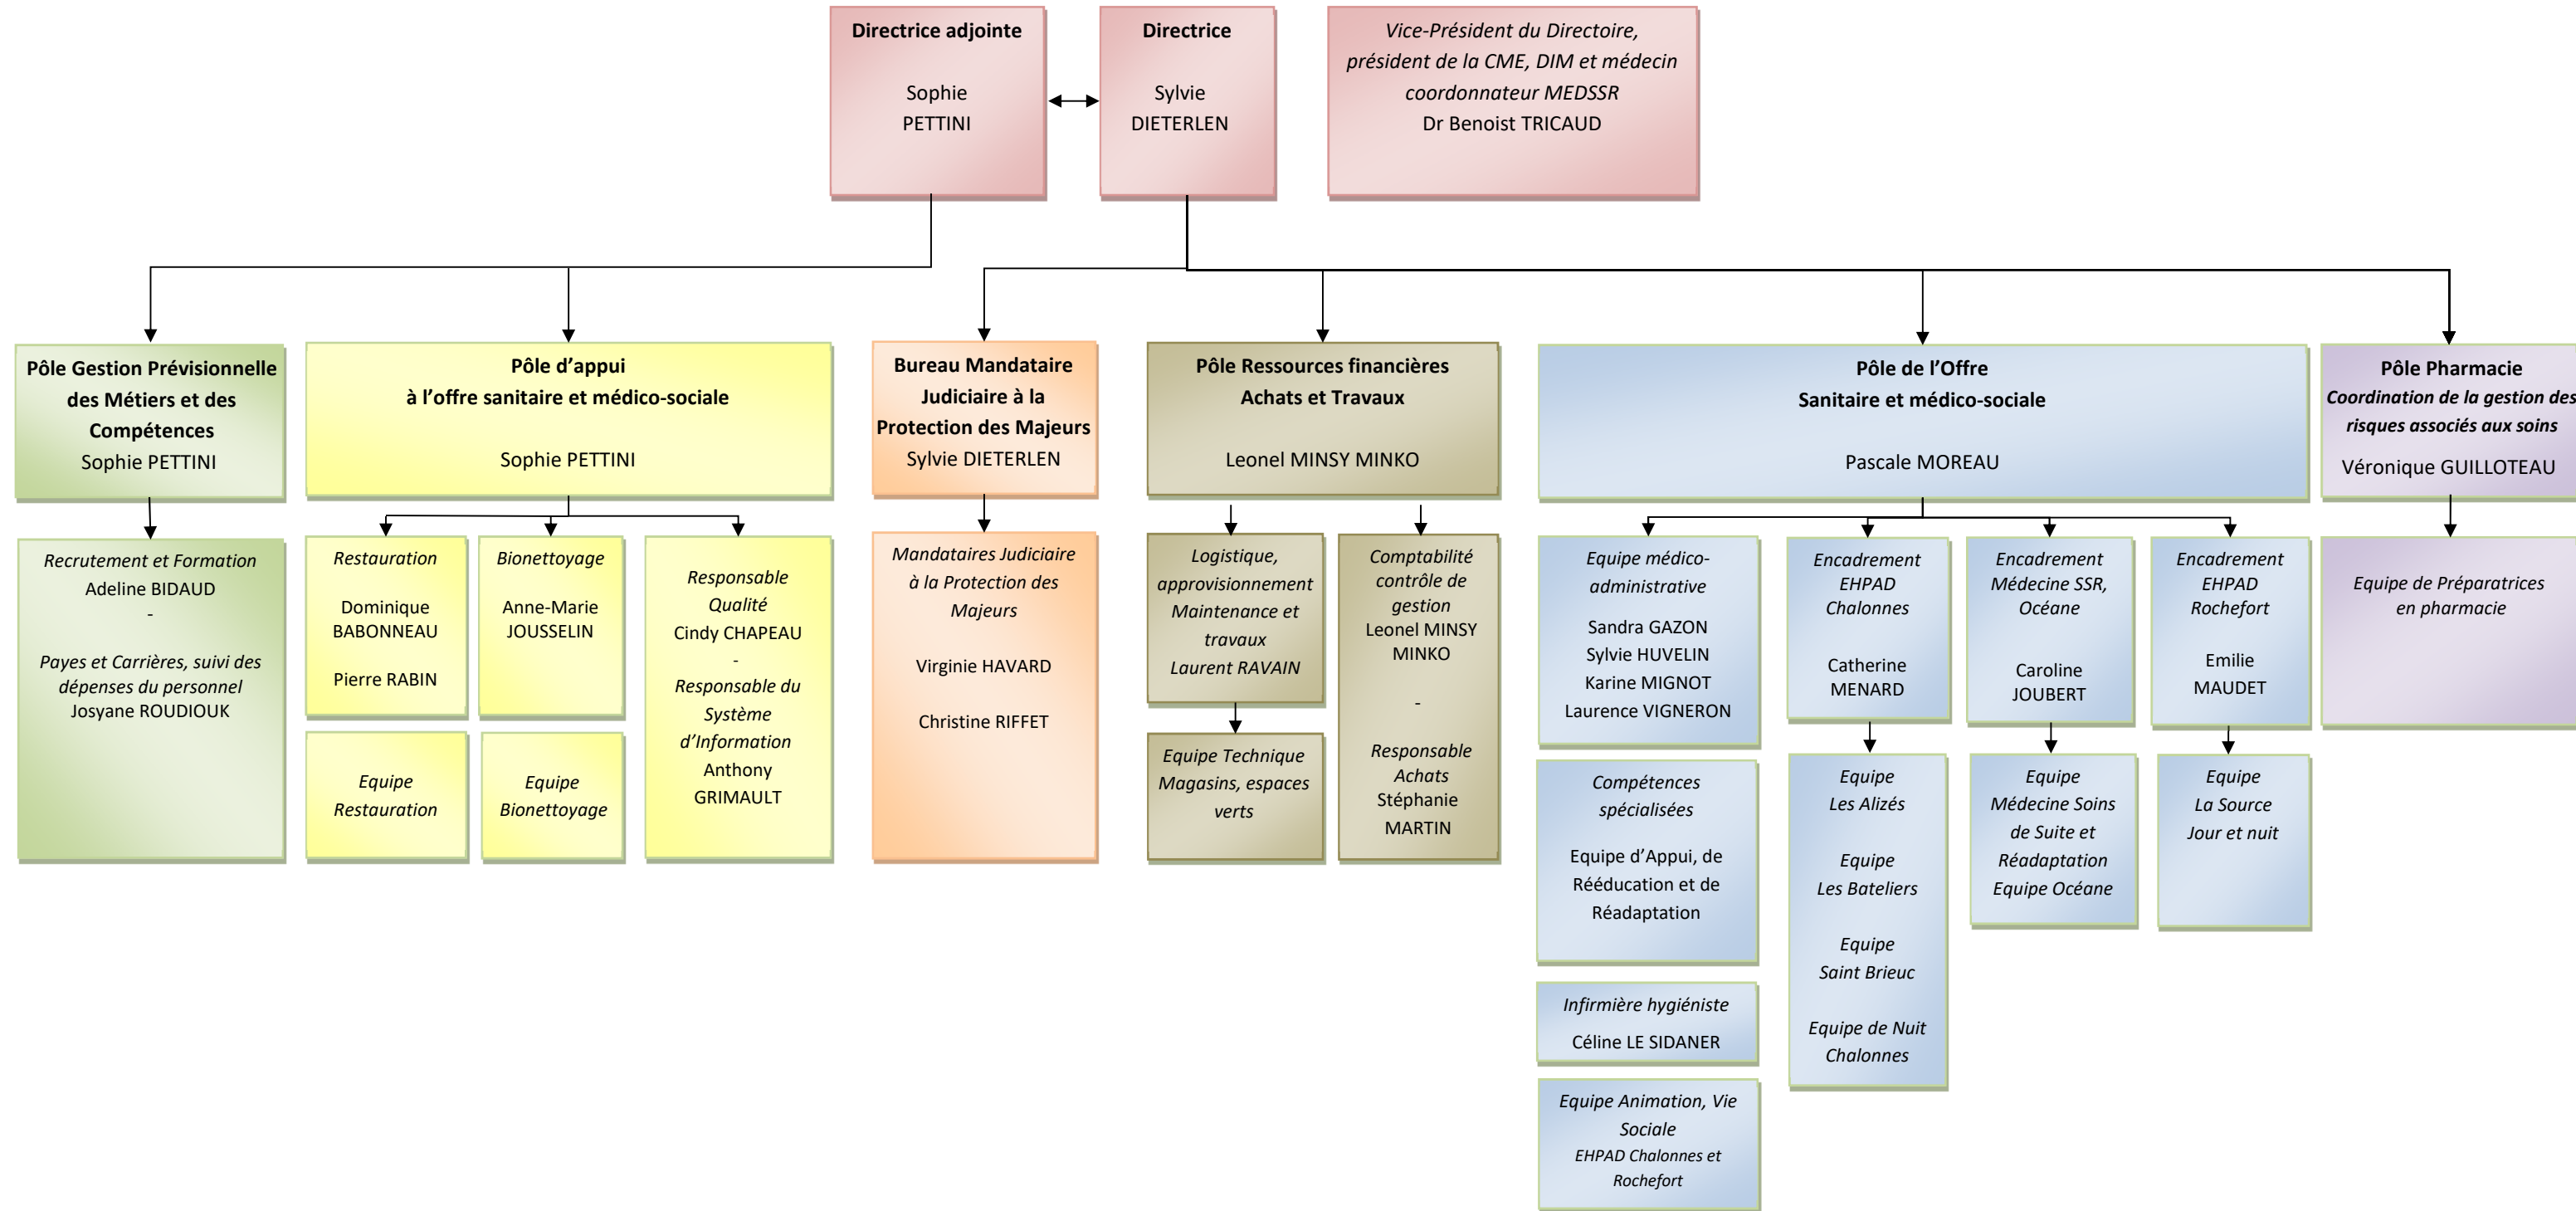 Directrice adjointe
Sophie
PETTINI
Directrice
Sylvie
DIETERLEN
Vice-Président du Directoire,
président de la CME, DIM et médecin
coordonnateur MEDSSR
Dr Benoist TRICAUD
Pôle Gestion Prévisionnelle
des Métiers et des
Compétences
Sophie PETTINI
Pôle d’appui
à l’offre sanitaire et médico-sociale
Sophie PETTINI
Bureau Mandataire
Judiciaire à la
Protection des Majeurs
Sylvie DIETERLEN
Pôle Ressources financières
Achats et Travaux
Leonel MINSY MINKO
Pôle de l’Offre
Sanitaire et médico-sociale
Pascale MOREAU
Pôle Pharmacie
Coordination de la gestion des
risques associés aux soins
Véronique GUILLOTEAU
Recrutement et Formation
Adeline BIDAUD
-
Payes et Carrières, suivi des
dépenses du personnel
Josyane ROUDIOUK
Restauration
Dominique
BABONNEAU
Pierre RABIN
Equipe
Restauration
Bionettoyage
Anne-Marie
JOUSSELIN
Equipe
Bionettoyage
Responsable
Qualité
Cindy CHAPEAU
-
Responsable du
Système
d’Information
Anthony
GRIMAULT
Mandataires Judiciaire
à la Protection des
Majeurs
Virginie HAVARD
Christine RIFFET
Logistique,
approvisionnement
Maintenance et
travaux
Laurent RAVAIN
Equipe Technique
Magasins, espaces
verts
Comptabilité
contrôle de
gestion
Leonel MINSY
MINKO
-
Responsable
Achats
Stéphanie
MARTIN
Equipe médico-
administrative
Sandra GAZON
Sylvie HUVELIN
Karine MIGNOT
Laurence VIGNERON
Compétences
spécialisées
Equipe d’Appui, de
Rééducation et de
Réadaptation
Infirmière hygiéniste
Céline LE SIDANER
Equipe Animation, Vie
Sociale
EHPAD Chalonnes et
Rochefort
Encadrement
EHPAD
Chalonnes
Catherine
MENARD
Equipe
Les Alizés
Equipe
Les Bateliers
Equipe
Saint Brieuc
Equipe de Nuit
Chalonnes
Encadrement
Médecine SSR,
Océane
Caroline
JOUBERT
Equipe
Médecine Soins
de Suite et
Réadaptation
Equipe Océane
Encadrement
EHPAD
Rochefort
Emilie
MAUDET
Equipe
La Source
Jour et nuit
Equipe de Préparatrices
en pharmacie